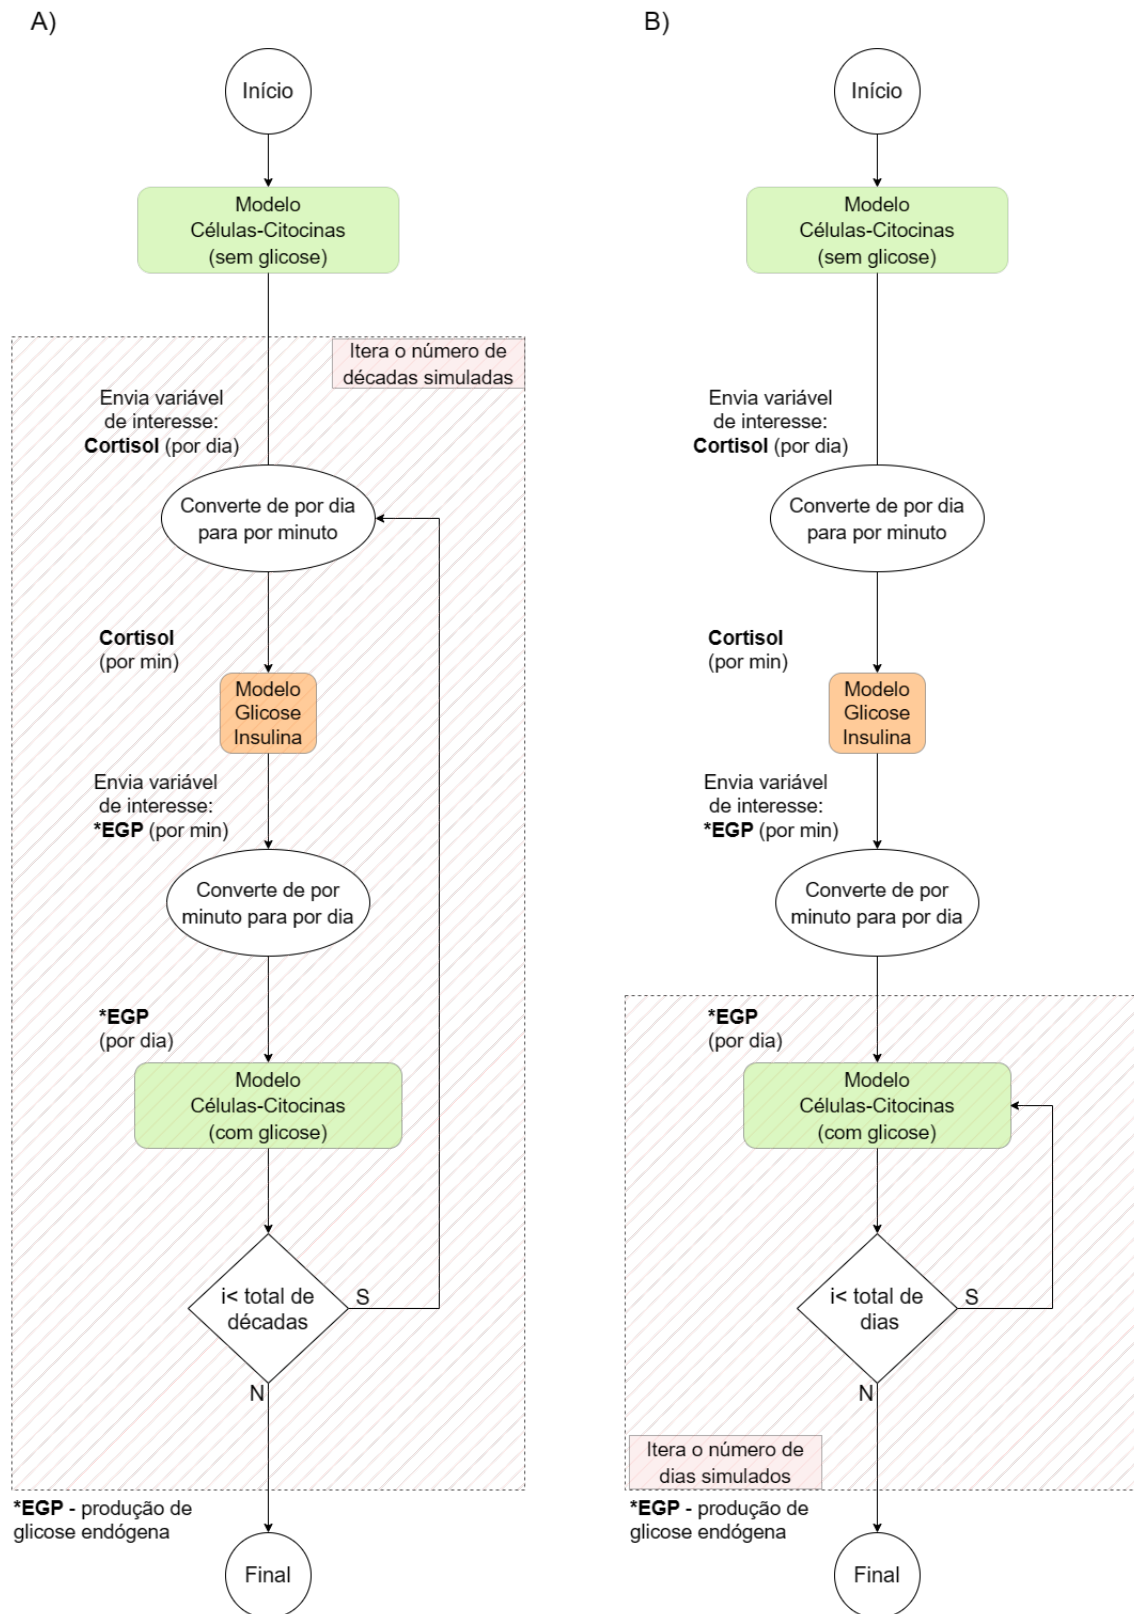 A)
Início
Modelo
Células-Citocinas
(sem glicose)
Itera o número de
décadas simuladas
Envia variável
de interesse:
Cortisol (por dia)
Converte de por dia
para por minuto
Cortisol
(por min)
Modelo
Glicose
Insulina
Envia variável
de interesse:
*EGP (por min)
Converte de por
minuto para por dia
*EGP
(por dia)
Modelo
Células-Citocinas
(com glicose)
i< total de
décadas
S
N
*EGP - produção de
glicose endógena
Final
B)
Início
Modelo
Células-Citocinas
(sem glicose)
Envia variável
de interesse:
Cortisol (por dia)
Converte de por dia
para por minuto
Cortisol
(por min)
Modelo
Glicose
Insulina
Envia variável
de interesse:
*EGP (por min)
Converte de por
minuto para por dia
*EGP
(por dia)
Modelo
Células-Citocinas
(com glicose)
i< total de
dias
S
N
Itera o número de
dias simulados
*EGP - produção de
glicose endógena
Final